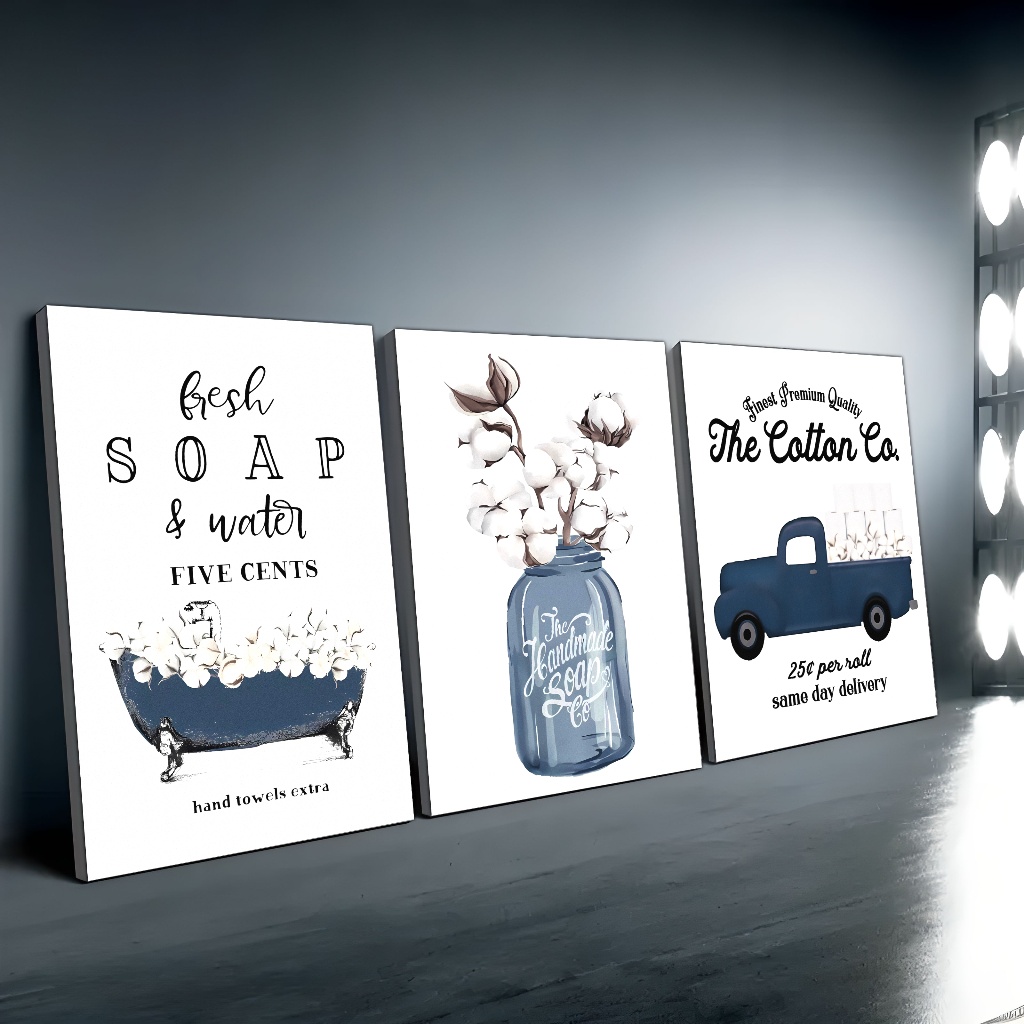 fresh
SOAP
& water
FIVE CENTS
hand towels extra
The
Handmade
Soap
Co
Finest Premium Quality
The Cotton Co.
25¢ per roll
same day delivery